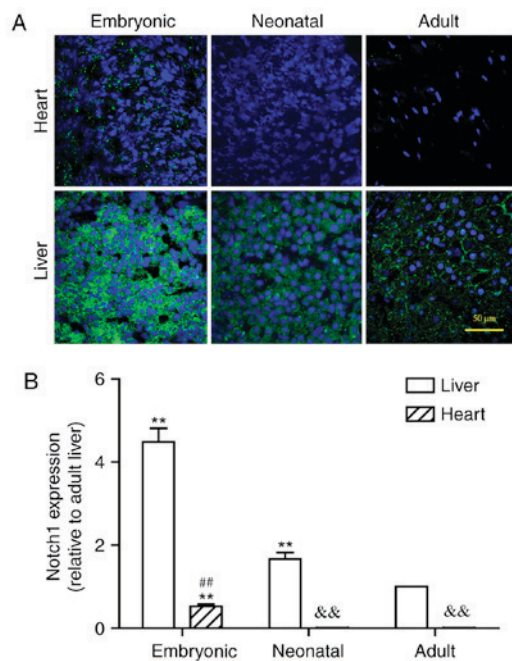 A
Embryonic Neonatal Adult
Heart
Liver
50 μm
B
Notch1 expression
(relative to adult liver)
6
4
2
0
Liver
Heart
**
##
**
**
&&
&&
Embryonic Neonatal Adult